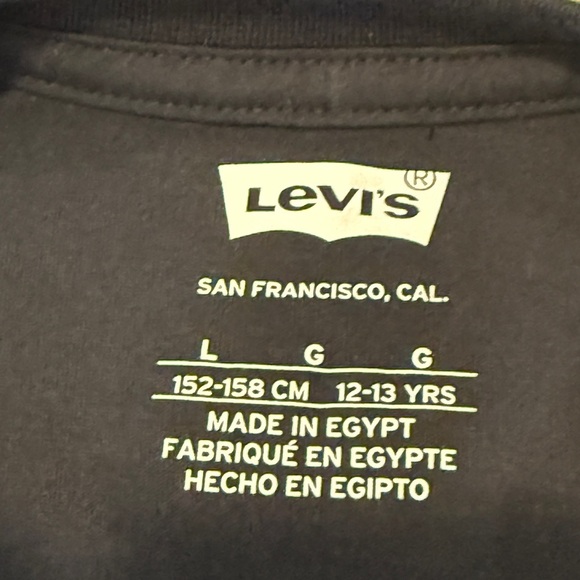 LEVI'S®
SAN FRANCISCO, CAL.
L G G
152-158 CM 12-13 YRS
MADE IN EGYPT
FABRIQUÉ EN EGYPTE
HECHO EN EGIPTO